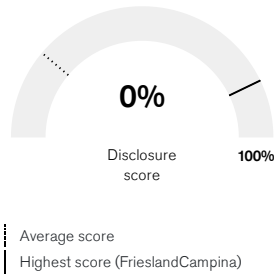 0%
Disclosure
score
100%
Average score
Highest score (FrieslandCampina)